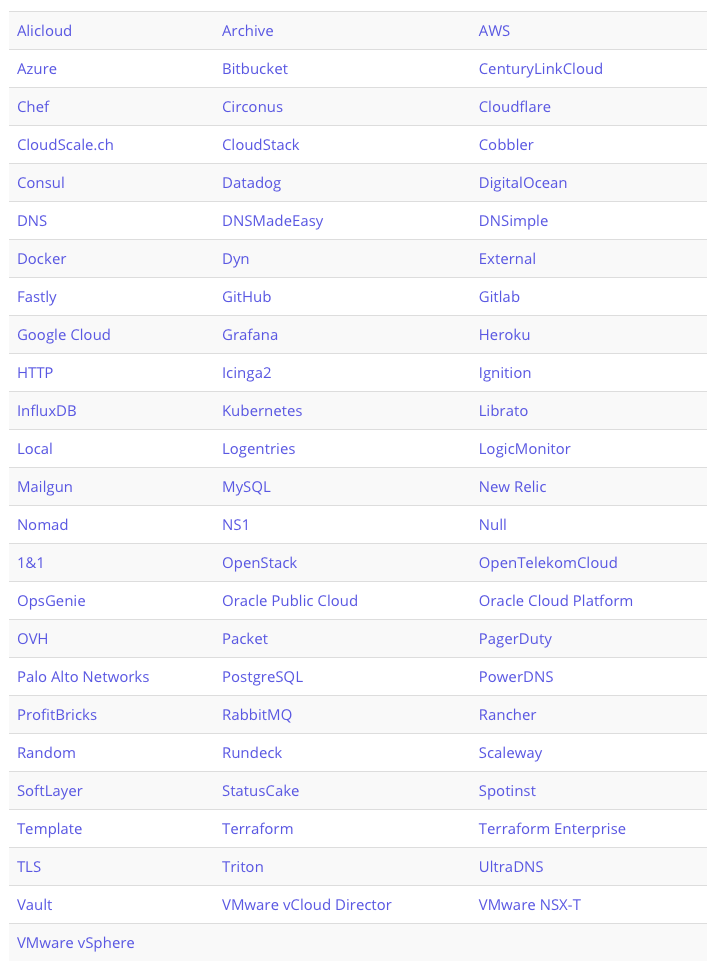 Alicloud Archive AWS
Azure Bitbucket CenturyLinkCloud
Chef Circonus Cloudflare
CloudScale.ch CloudStack Cobbler
Consul Datadog DigitalOcean
DNS DNSMadeEasy DNSimple
Docker Dyn External
Fastly GitHub Gitlab
Google Cloud Grafana Heroku
HTTP Icinga2 Ignition
InfluxDB Kubernetes Librato
Local Logentries LogicMonitor
Mailgun MySQL New Relic
Nomad NS1 Null
1&1 OpenStack OpenTelekomCloud
OpsGenie Oracle Public Cloud Oracle Cloud Platform
OVH Packet PagerDuty
Palo Alto Networks PostgreSQL PowerDNS
ProfitBricks RabbitMQ Rancher
Random Rundeck Scaleway
SoftLayer StatusCake Spotinst
Template Terraform Terraform Enterprise
TLS Triton UltraDNS
Vault VMware vCloud Director VMware NSX-T
VMware vSphere